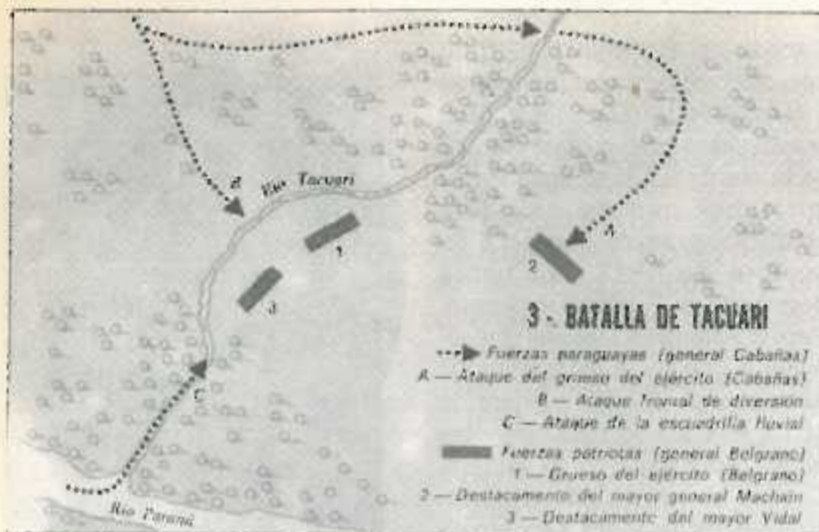 B
Río Tacuari
A
1
2
3
C
Río Paraná
3 - BATALLA DE TACUARI
Fuerzas paraguayas (general Cabañas)
A — Ataque del grueso del ejército (Cabañas)
B — Ataque frontal de diversión
C — Ataque de la escuadrilla fluvial
Fuerzas patriotas (general Belgrano)
1 — Grueso del ejército (Belgrano)
2 — Destacamento del mayor general Machain
3 — Destacamento del mayor Vidal